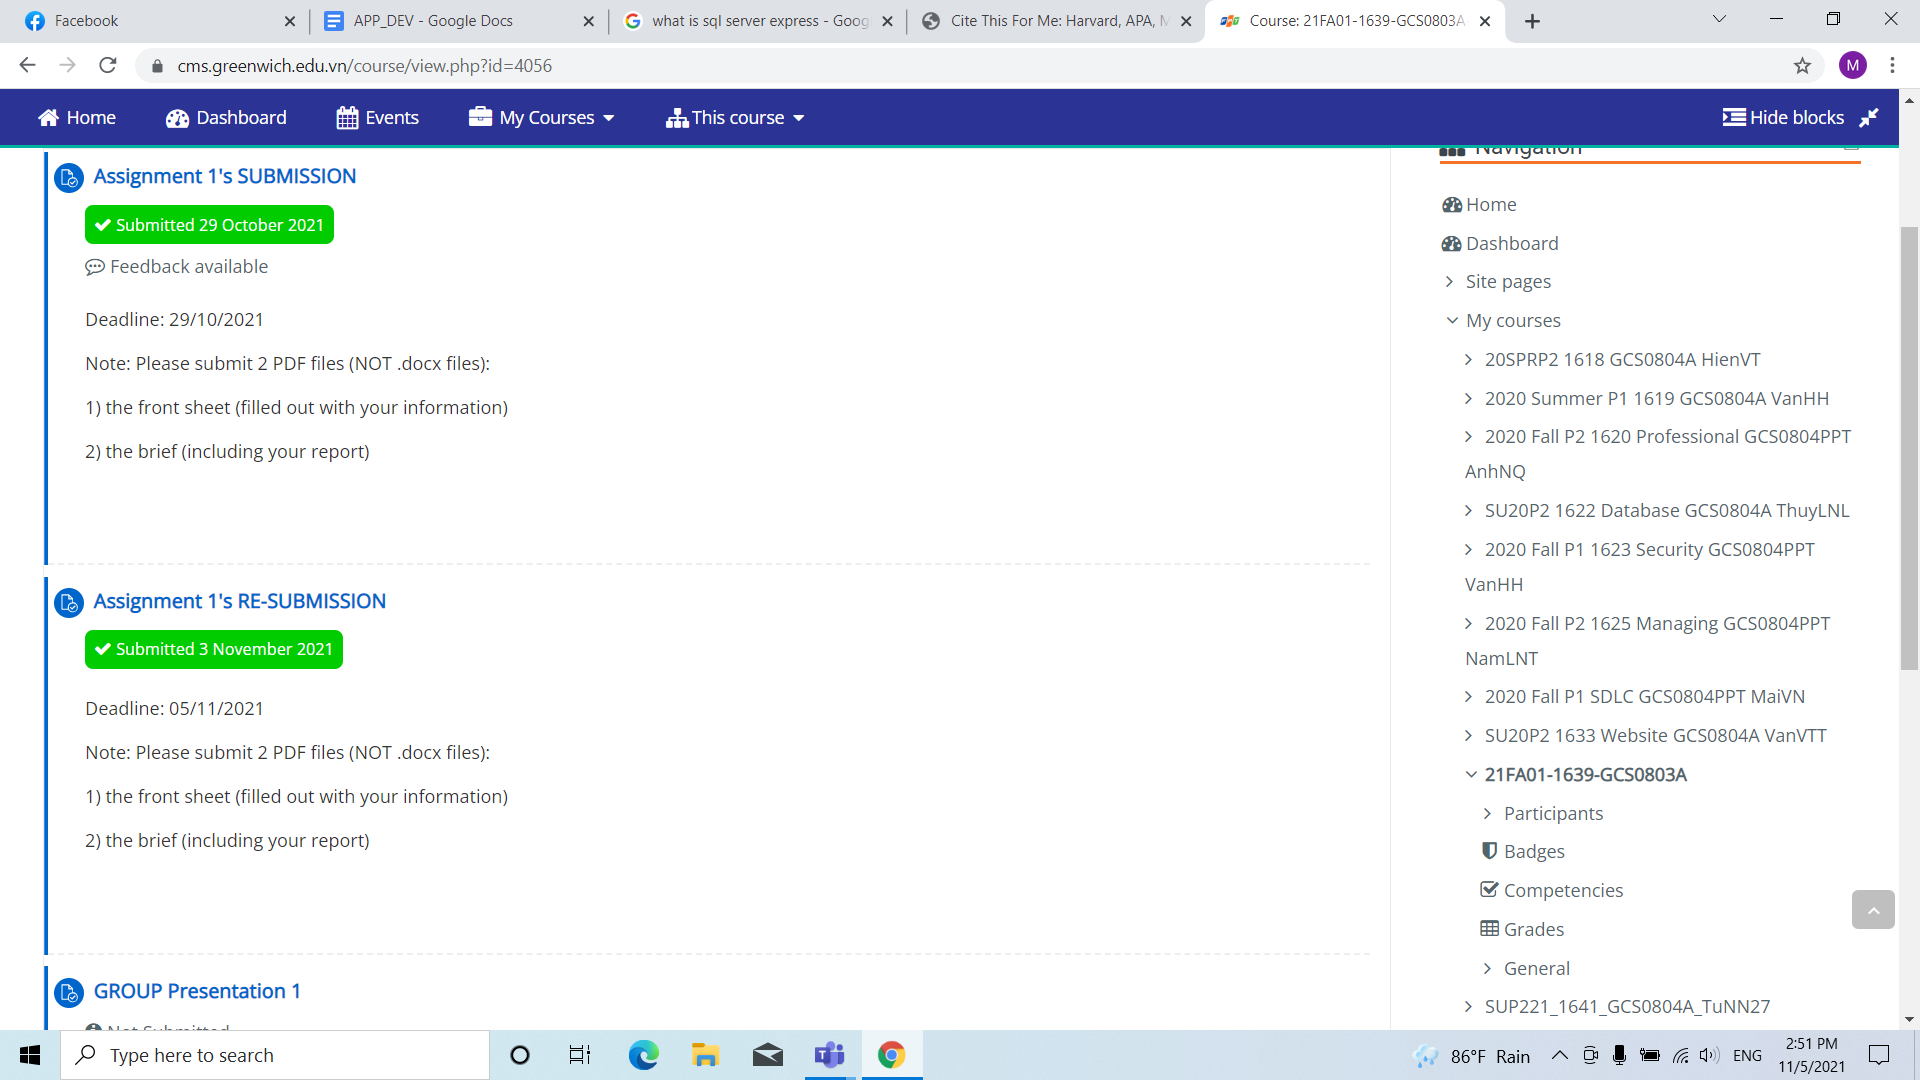 Facebook
APP_DEV - Google Docs
what is sql server express - Goog
Cite This For Me: Harvard, APA, M
Course: 21FA01-1639-GCS0803A
cms.greenwich.edu.vn/course/view.php?id=4056
M
Home
Dashboard
Events
My Courses
This course
Hide blocks
Assignment 1's SUBMISSION
Submitted 29 October 2021
Feedback available
Deadline: 29/10/2021
Note: Please submit 2 PDF files (NOT .docx files):
1) the front sheet (filled out with your information)
2) the brief (including your report)
Assignment 1's RE-SUBMISSION
Submitted 3 November 2021
Deadline: 05/11/2021
Note: Please submit 2 PDF files (NOT .docx files):
1) the front sheet (filled out with your information)
2) the brief (including your report)
GROUP Presentation 1
Not Submitted
Navigation
Home
Dashboard
Site pages
My courses
20SPRP2 1618 GCS0804A HienVT
2020 Summer P1 1619 GCS0804A VanHH
2020 Fall P2 1620 Professional GCS0804PPT
AnhNQ
SU20P2 1622 Database GCS0804A ThuyLNL
2020 Fall P1 1623 Security GCS0804PPT
VanHH
2020 Fall P2 1625 Managing GCS0804PPT
NamLNT
2020 Fall P1 SDLC GCS0804PPT MaiVN
SU20P2 1633 Website GCS0804A VanVTT
21FA01-1639-GCS0803A
Participants
Badges
Competencies
Grades
General
SUP221_1641_GCS0804A_TuNN27
Type here to search
86°F Rain
ENG
2:51 PM
11/5/2021